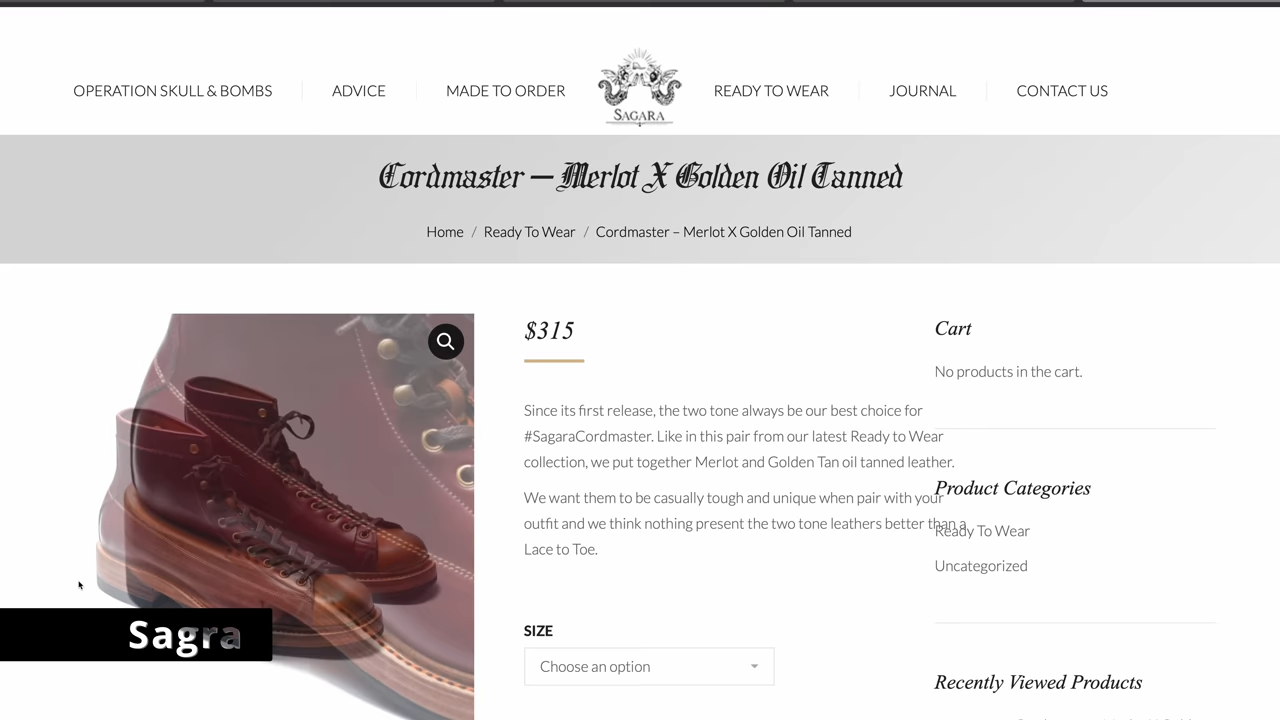 OPERATION SKULL & BOMBS
ADVICE
MADE TO ORDER
SAGARA
READY TO WEAR
JOURNAL
CONTACT US
Cordmaster – Merlot X Golden Oil Tanned
Home / Ready To Wear / Cordmaster – Merlot X Golden Oil Tanned
$315
Since its first release, the two tone always be our best choice for
#SagaraCordmaster. Like in this pair from our latest Ready to Wear
collection, we put together Merlot and Golden Tan oil tanned leather.
We want them to be casually tough and unique when pair with your
outfit and we think nothing present the two tone leathers better than a
Lace to Toe.
SIZE
Choose an option
Cart
No products in the cart.
Product Categories
Ready To Wear
Uncategorized
Recently Viewed Products
Sagra